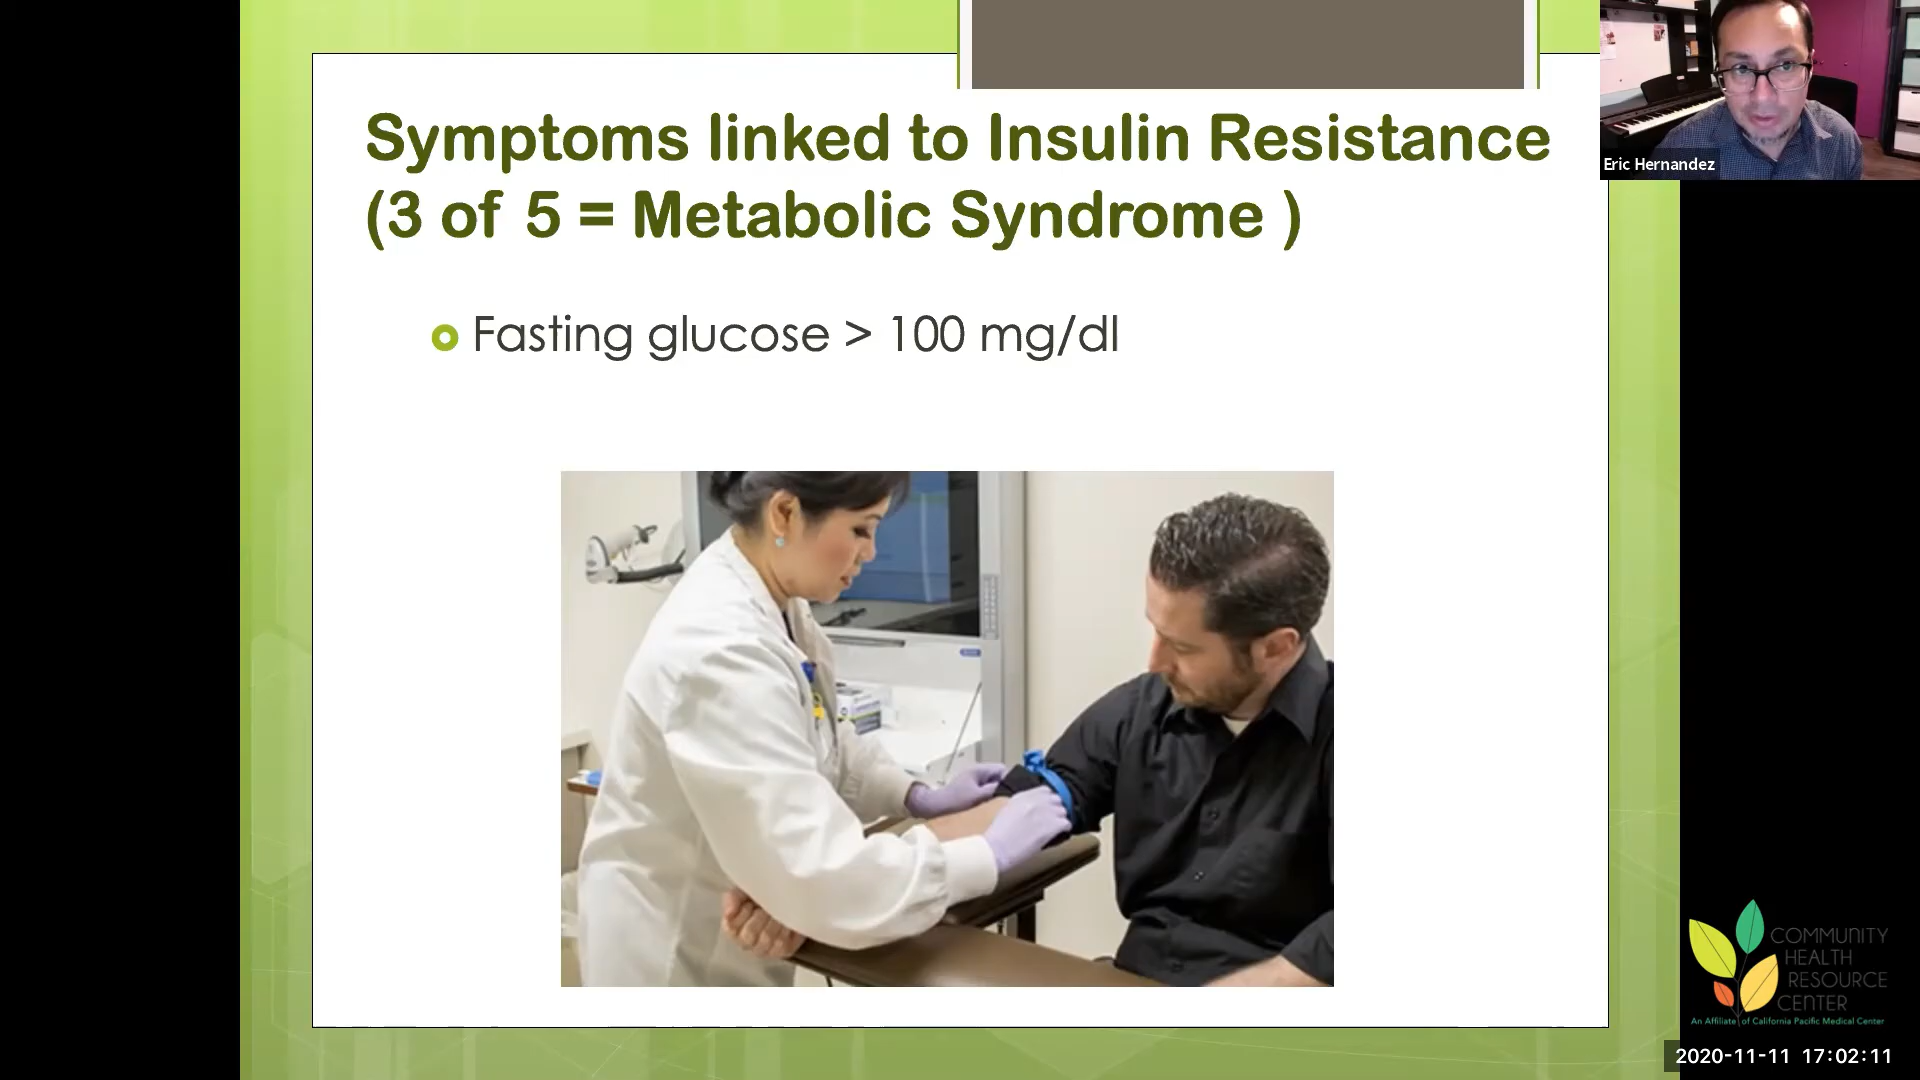 Symptoms linked to Insulin Resistance
(3 of 5 = Metabolic Syndrome )
Fasting glucose > 100 mg/dl
Eric Hernandez
COMMUNITY
HEALTH
RESOURCE
CENTER
An Affiliate of California Pacific Medical Center
2020-11-11 17:02:11